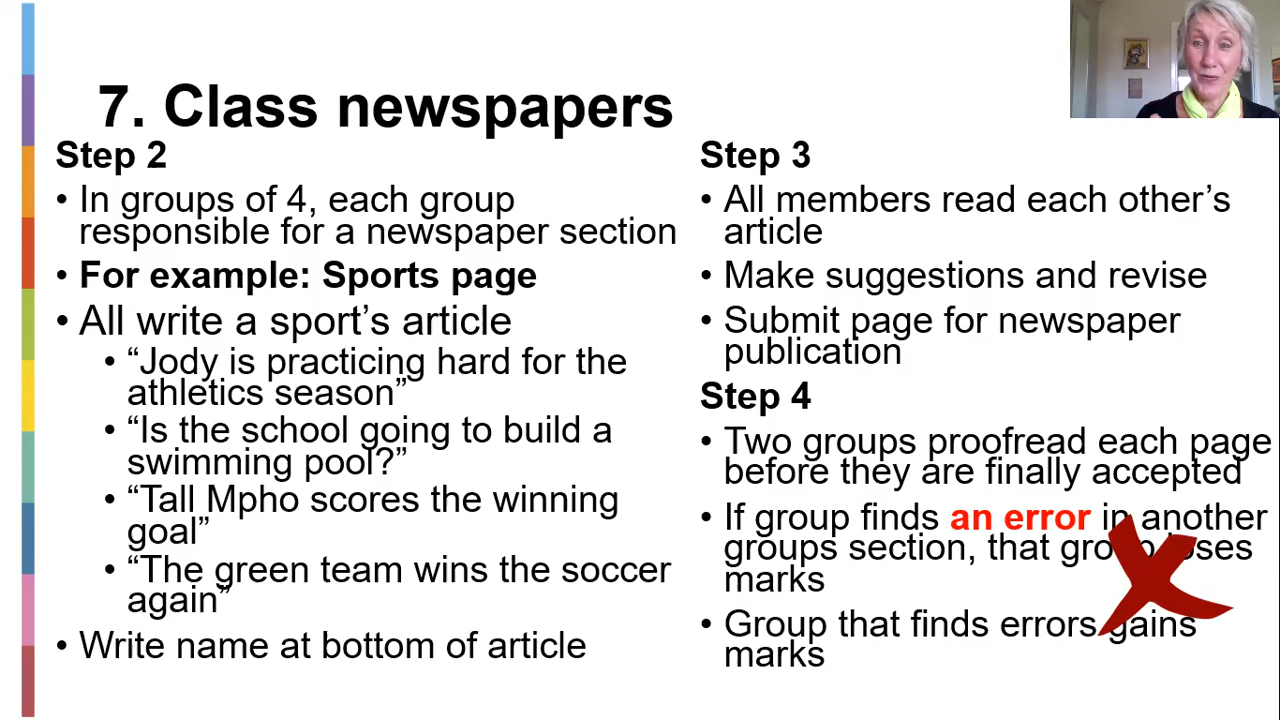 7. Class newspapers
Step 2
• In groups of 4, each group
responsible for a newspaper section
• For example: Sports page
• All write a sport’s article
• “Jody is practicing hard for the
athletics season”
• “Is the school going to build a
swimming pool?”
• “Tall Mpho scores the winning
goal”
• “The green team wins the soccer
again”
• Write name at bottom of article
Step 3
• All members read each other’s
article
• Make suggestions and revise
• Submit page for newspaper
publication
Step 4
• Two groups proofread each page
before they are finally accepted
• If group finds an error in another
groups section, that group loses
marks
• Group that finds errors gains
marks